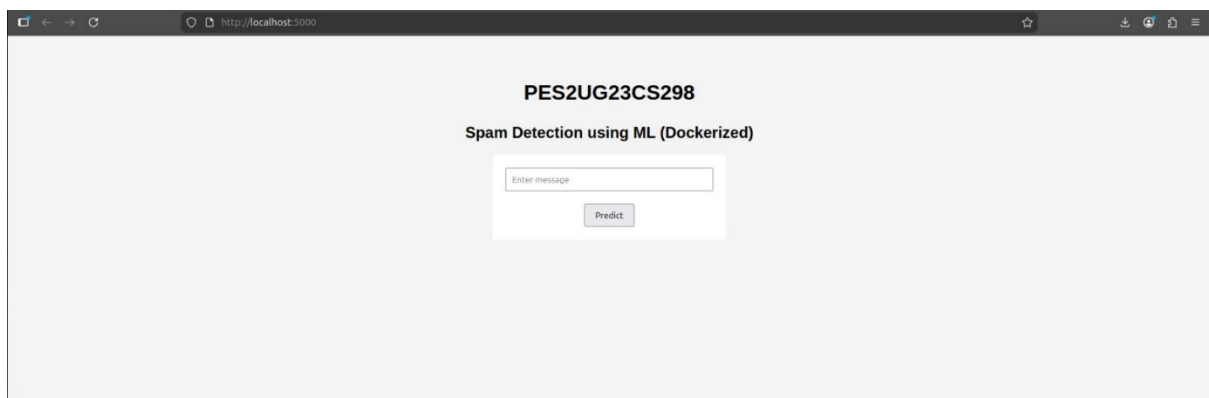 http://localhost:5000
PES2UG23CS298
Spam Detection using ML (Dockerized)
Enter message
Predict